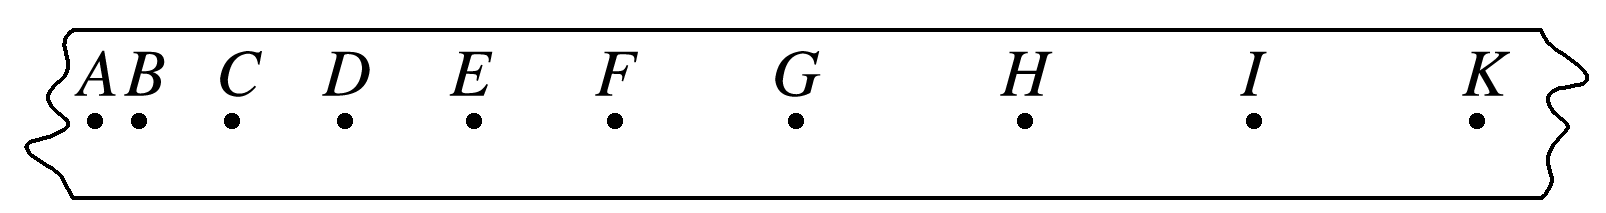 A B C D E F G H I K